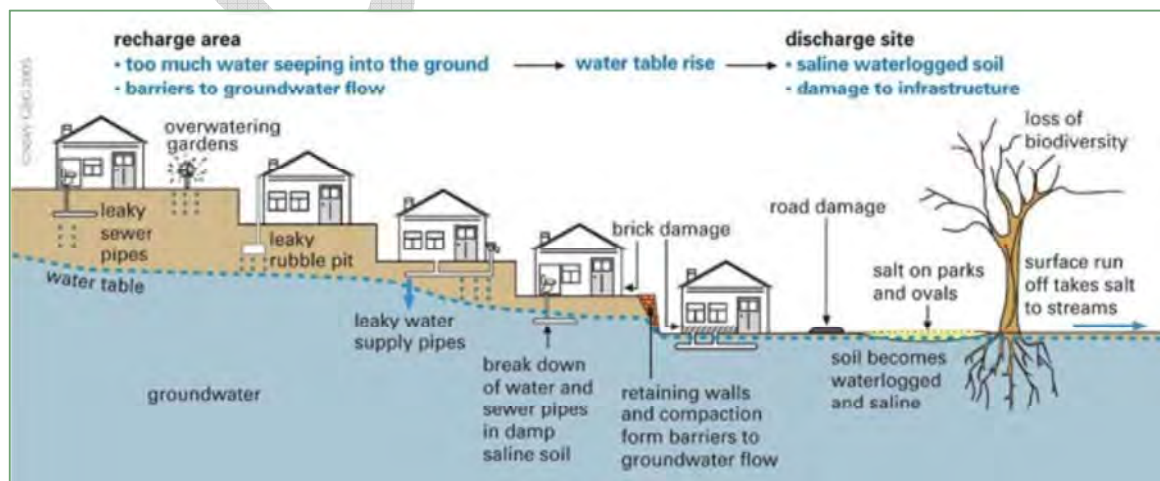 recharge area
• too much water seeping into the ground
- barriers to groundwater flow
water table rise
discharge site
• saline waterlogged soil
- damage to infrastructure
overwatering
gardens
loss of
biodiversity
leaky
sewer
pipes
leaky
rubble pit
brick damage
road damage
water table
salt on parks
and ovals
surface run
off takes salt
to streams
leaky water
supply pipes
groundwater
break down
of water and
sewer pipes
in damp
saline soil
retaining walls
and compaction
form barriers to
groundwater flow
soil becomes
waterlogged
and saline